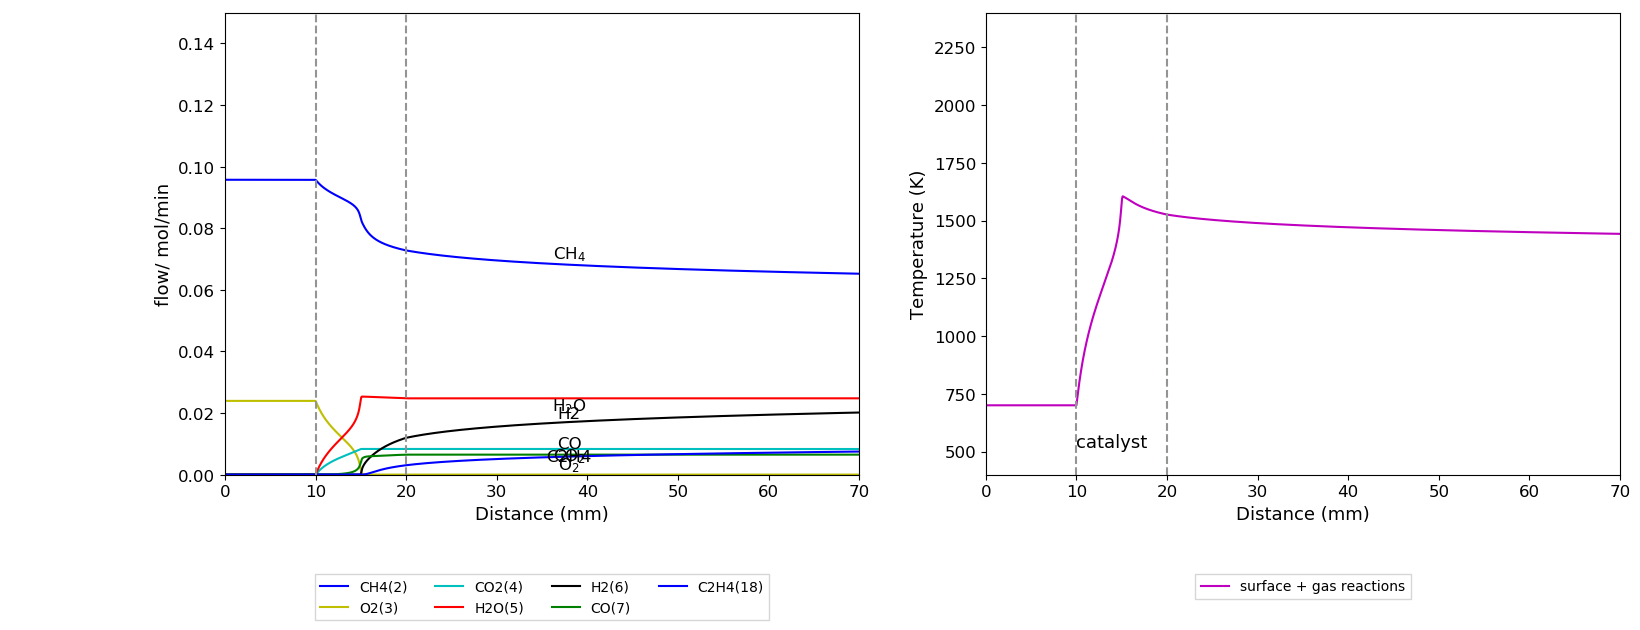 0.14
0.12
0.10
0.08
0.06
0.04
0.02
0.00
flow/ mol/min
CH4
H2O
H2
CO
C2H4
O2
0 10 20 30 40 50 60 70
Distance (mm)
CH4(2) CO2(4) H2(6) C2H4(18)
O2(3) H2O(5) CO(7)
2250
2000
1750
1500
1250
1000
750
500
Temperature (K)
catalyst
0 10 20 30 40 50 60 70
Distance (mm)
surface + gas reactions